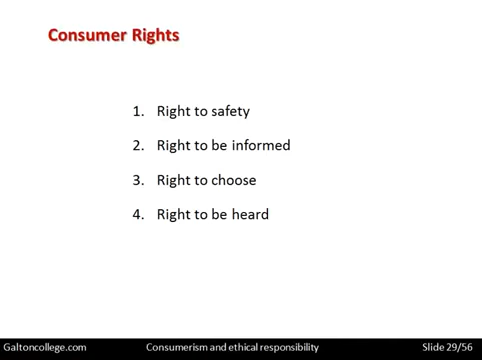 Consumer Rights
1. Right to safety
2. Right to be informed
3. Right to choose
4. Right to be heard
Galtoncollege.com Consumerism and ethical responsibility Slide 29/56